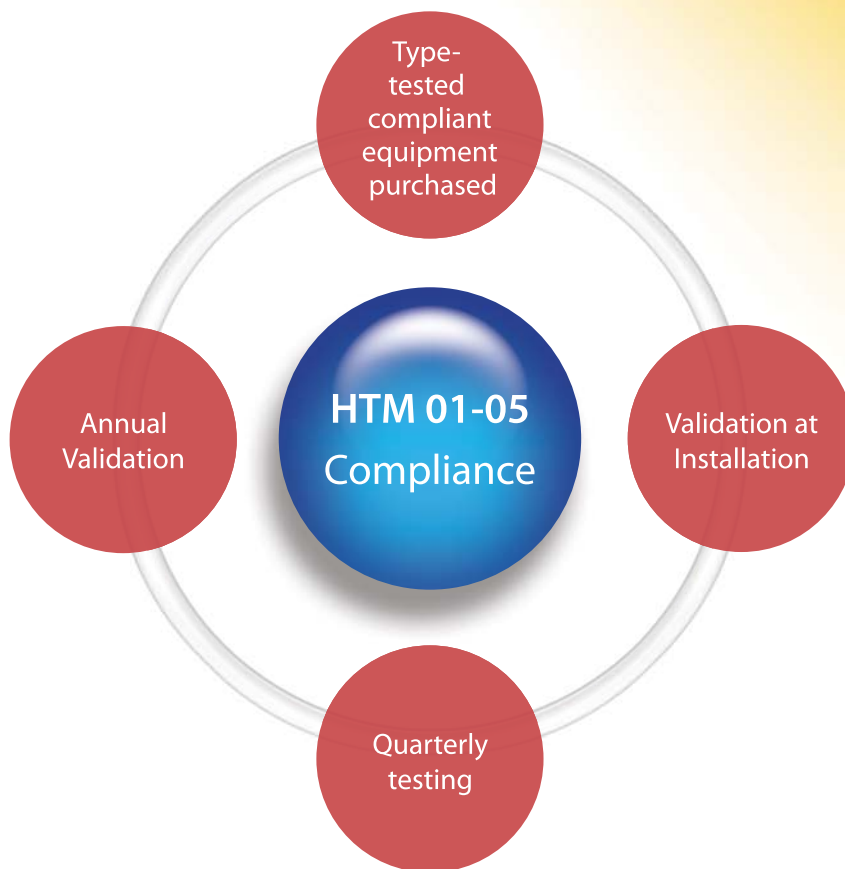 Type-
tested
compliant
equipment
purchased
HTM 01-05
Compliance
Annual
Validation
Validation at
Installation
Quarterly
testing